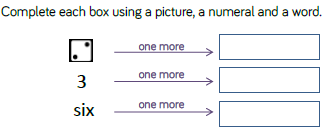 Complete each box using a picture, a numeral and a word.
one more
3 one more
six one more